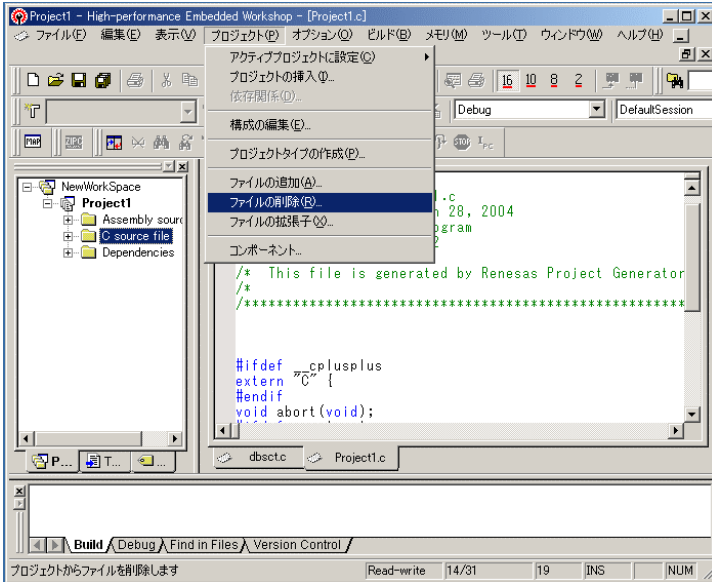 Project1 - High-performance Embedded Workshop - [Project1.c]
ファイル(F) 編集(E) 表示(V) プロジェクト(P) オプション(O) ビルド(B) メモリ(M) ツール(T) ウィンドウ(W) ヘルプ(H)
アクティブプロジェクトに設定(C)
プロジェクトの挿入(I)...
依存関係(D)...
構成の編集(E)...
プロジェクトタイプの作成(P)...
ファイルの追加(A)...
ファイルの削除(R)...
ファイルの拡張子(X)...
コンポーネント...
16 10 8 2
Debug
DefaultSession
MAP
STOP
NewWorkSpace
Project1
Assembly sourc
C source file
Dependencies
.c
28, 2004
gram
2
/* This file is generated by Renesas Project Generator
/*
/*******************************************************
#ifdef __cplusplus
extern "C" {
#endif
void abort(void);
dbsct.c
Project1.c
P...
T...
...
Build
Debug
Find in Files
Version Control
プロジェクトからファイルを削除します
Read-write
14/31
19
INS
NUM